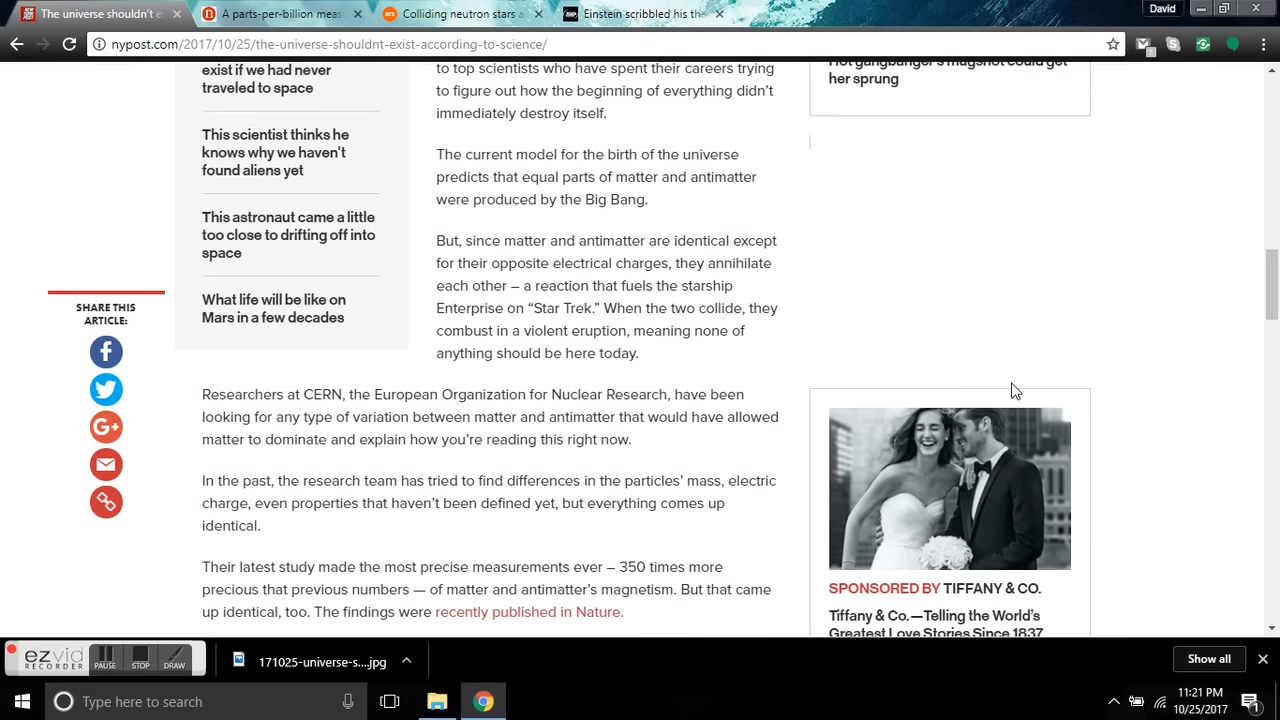 The universe shouldn't e
A parts-per-billion meas
Colliding neutron stars a
Einstein scribbled his the
David
nypost.com/2017/10/25/the-universe-shouldnt-exist-according-to-science/
exist if we had never
traveled to space
This scientist thinks he
knows why we haven't
found aliens yet
This astronaut came a little
too close to drifting off into
space
What life will be like on
Mars in a few decades
SHARE THIS
ARTICLE:
to top scientists who have spent their careers trying
to figure out how the beginning of everything didn't
immediately destroy itself.
The current model for the birth of the universe
predicts that equal parts of matter and antimatter
were produced by the Big Bang.
But, since matter and antimatter are identical except
for their opposite electrical charges, they annihilate
each other – a reaction that fuels the starship
Enterprise on “Star Trek.” When the two collide, they
combust in a violent eruption, meaning none of
anything should be here today.
Researchers at CERN, the European Organization for Nuclear Research, have been
looking for any type of variation between matter and antimatter that would have allowed
matter to dominate and explain how you’re reading this right now.
In the past, the research team has tried to find differences in the particles’ mass, electric
charge, even properties that haven’t been defined yet, but everything comes up
identical.
Their latest study made the most precise measurements ever – 350 times more
precious that previous numbers — of matter and antimatter’s magnetism. But that came
up identical, too. The findings were recently published in Nature.
Hot gangbanger's mugshot could get
her sprung
SPONSORED BY TIFFANY & CO.
Tiffany & Co.—Telling the World’s
Greatest Love Stories Since 1837
ezvid
RECORDER
PAUSE
STOP
DRAW
171025-universe-s....jpg
Show all
Type here to search
11:21 PM
10/25/2017